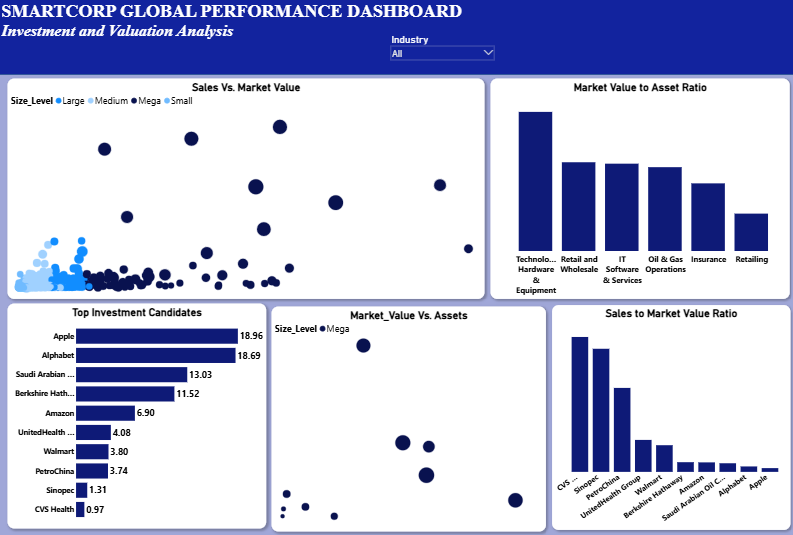 SMARTCORP GLOBAL PERFORMANCE DASHBOARD
Investment and Valuation Analysis
Industry
All
Sales Vs. Market Value
Size_Level Large Medium Mega Small
Market Value to Asset Ratio
Technolo... Hardware & Equipment
Retail and Wholesale
IT Software & Services
Oil & Gas Operations
Insurance
Retailing
Top Investment Candidates
Apple 18.96
Alphabet 18.69
Saudi Arabian ... 13.03
Berkshire Hath... 11.52
Amazon 6.90
UnitedHealth ... 4.08
Walmart 3.80
PetroChina 3.74
Sinopec 1.31
CVS Health 0.97
Market_Value Vs. Assets
Size_Level Mega
Sales to Market Value Ratio
CVS ...
Sinopec
PetroChina
UnitedHealth Group
Walmart
Berkshire Hathaway
Amazon
Saudi Arabian Oil C...
Alphabet
Apple